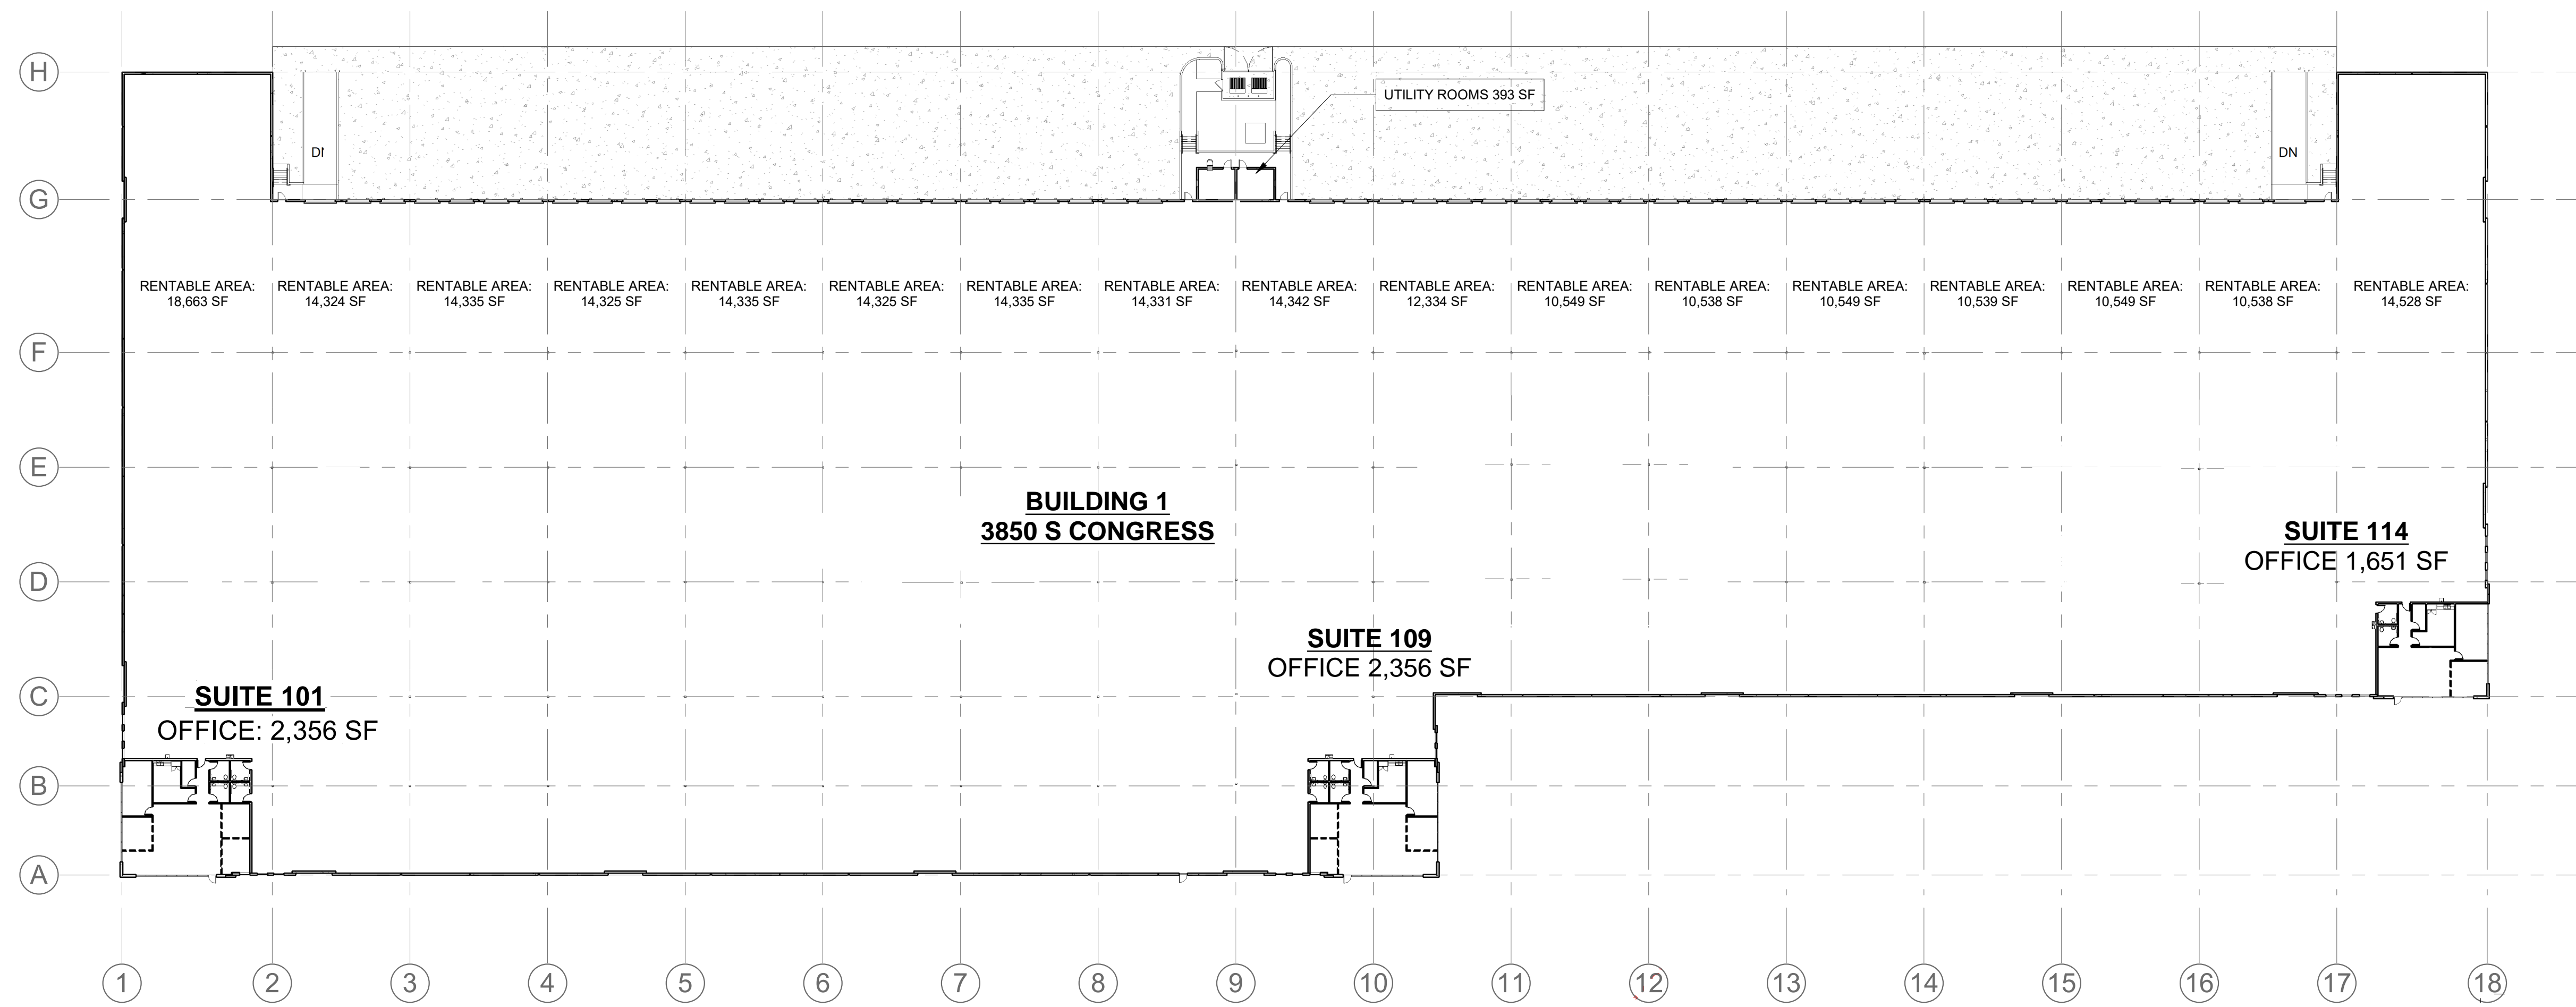 H
UTILITY ROOMS 393 SF
DN
G
RENTABLE AREA:
18,663 SF
RENTABLE AREA:
14,324 SF
RENTABLE AREA:
14,335 SF
RENTABLE AREA:
14,325 SF
RENTABLE AREA:
14,335 SF
RENTABLE AREA:
14,325 SF
RENTABLE AREA:
14,335 SF
RENTABLE AREA:
14,331 SF
RENTABLE AREA:
14,342 SF
RENTABLE AREA:
12,334 SF
RENTABLE AREA:
10,549 SF
RENTABLE AREA:
10,538 SF
RENTABLE AREA:
10,549 SF
RENTABLE AREA:
10,539 SF
RENTABLE AREA:
10,549 SF
RENTABLE AREA:
10,538 SF
RENTABLE AREA:
14,528 SF
F
E
BUILDING 1
3850 S CONGRESS
SUITE 114
OFFICE 1,651 SF
D
SUITE 109
OFFICE 2,356 SF
C
SUITE 101
OFFICE: 2,356 SF
B
A
1
2
3
4
5
6
7
8
9
10
11
12
13
14
15
16
17
18